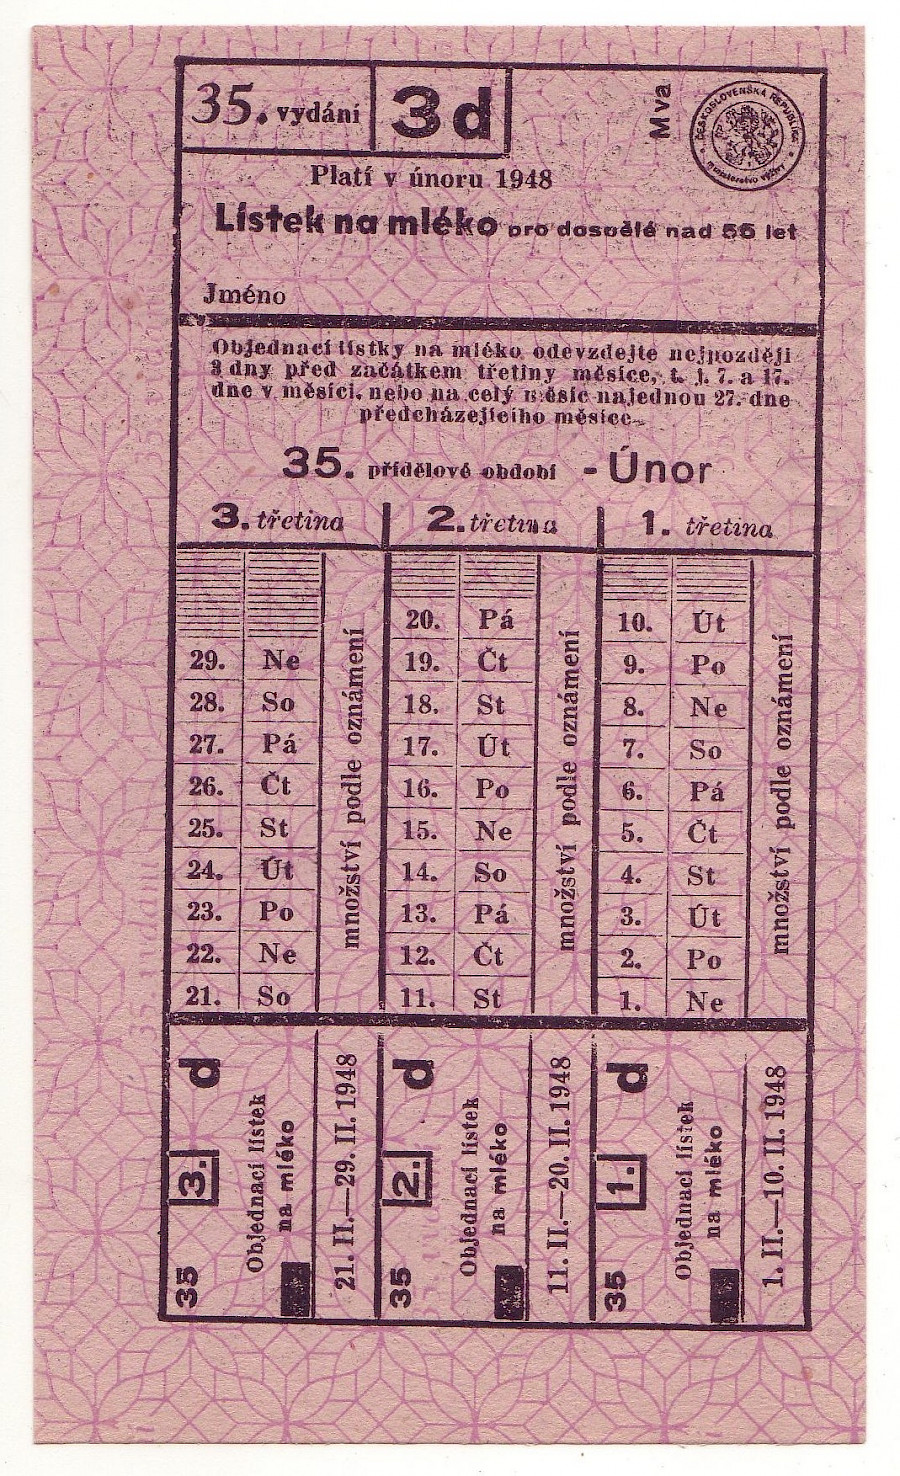 35. vydání
3d
Mva
ČESKOSLOVENSKÁ REPUBLIKA
ministerstvo výživy
Platí v únoru 1948
Lístek na mléko pro dospělé nad 55 let
Jméno
Objednací lístky na mléko odevzdejte nejpozději
3 dny před začátkem třetiny měsíce, t. j. 7. a 17.
dne v měsíci, nebo na celý měsíc najednou 27. dne
předcházejícího měsíce
35. přídělové období - Únor
3. třetina
29. Ne
28. So
27. Pá
26. Čt
25. St
24. Út
23. Po
22. Ne
21. So
množství podle oznámení
2. třetina
20. Pá
19. Čt
18. St
17. Út
16. Po
15. Ne
14. So
13. Pá
12. Čt
11. St
množství podle oznámení
1. třetina
10. Út
9. Po
8. Ne
7. So
6. Pá
5. Čt
4. St
3. Út
2. Po
1. Ne
množství podle oznámení
35 3. d
Objednací lístek
na mléko
21. II.—29. II. 1948
35 2. d
Objednací lístek
na mléko
11. II.—20. II. 1948
35 1. d
Objednací lístek
na mléko
1. II.—10. II. 1948